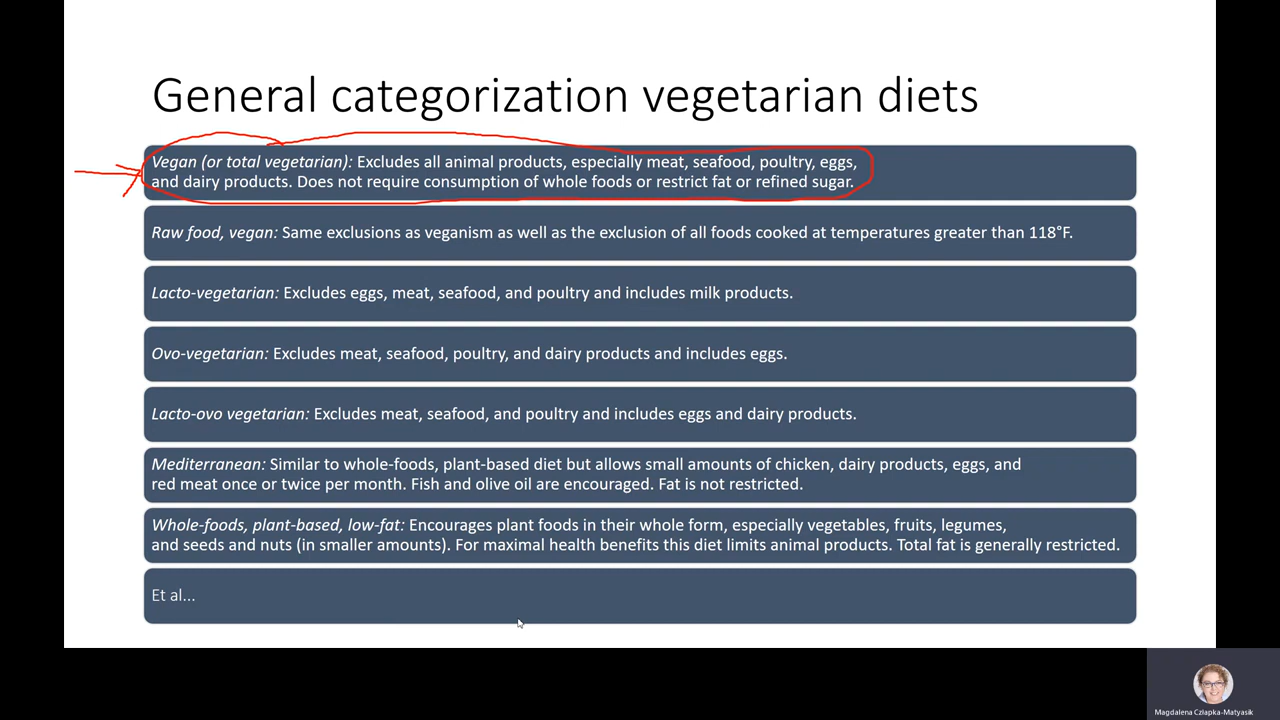 General categorization vegetarian diets
Vegan (or total vegetarian): Excludes all animal products, especially meat, seafood, poultry, eggs,
and dairy products. Does not require consumption of whole foods or restrict fat or refined sugar.
Raw food, vegan: Same exclusions as veganism as well as the exclusion of all foods cooked at temperatures greater than 118°F.
Lacto-vegetarian: Excludes eggs, meat, seafood, and poultry and includes milk products.
Ovo-vegetarian: Excludes meat, seafood, poultry, and dairy products and includes eggs.
Lacto-ovo vegetarian: Excludes meat, seafood, and poultry and includes eggs and dairy products.
Mediterranean: Similar to whole-foods, plant-based diet but allows small amounts of chicken, dairy products, eggs, and
red meat once or twice per month. Fish and olive oil are encouraged. Fat is not restricted.
Whole-foods, plant-based, low-fat: Encourages plant foods in their whole form, especially vegetables, fruits, legumes,
and seeds and nuts (in smaller amounts). For maximal health benefits this diet limits animal products. Total fat is generally restricted.
Et al...
Magdalena Człapka-Matyasik